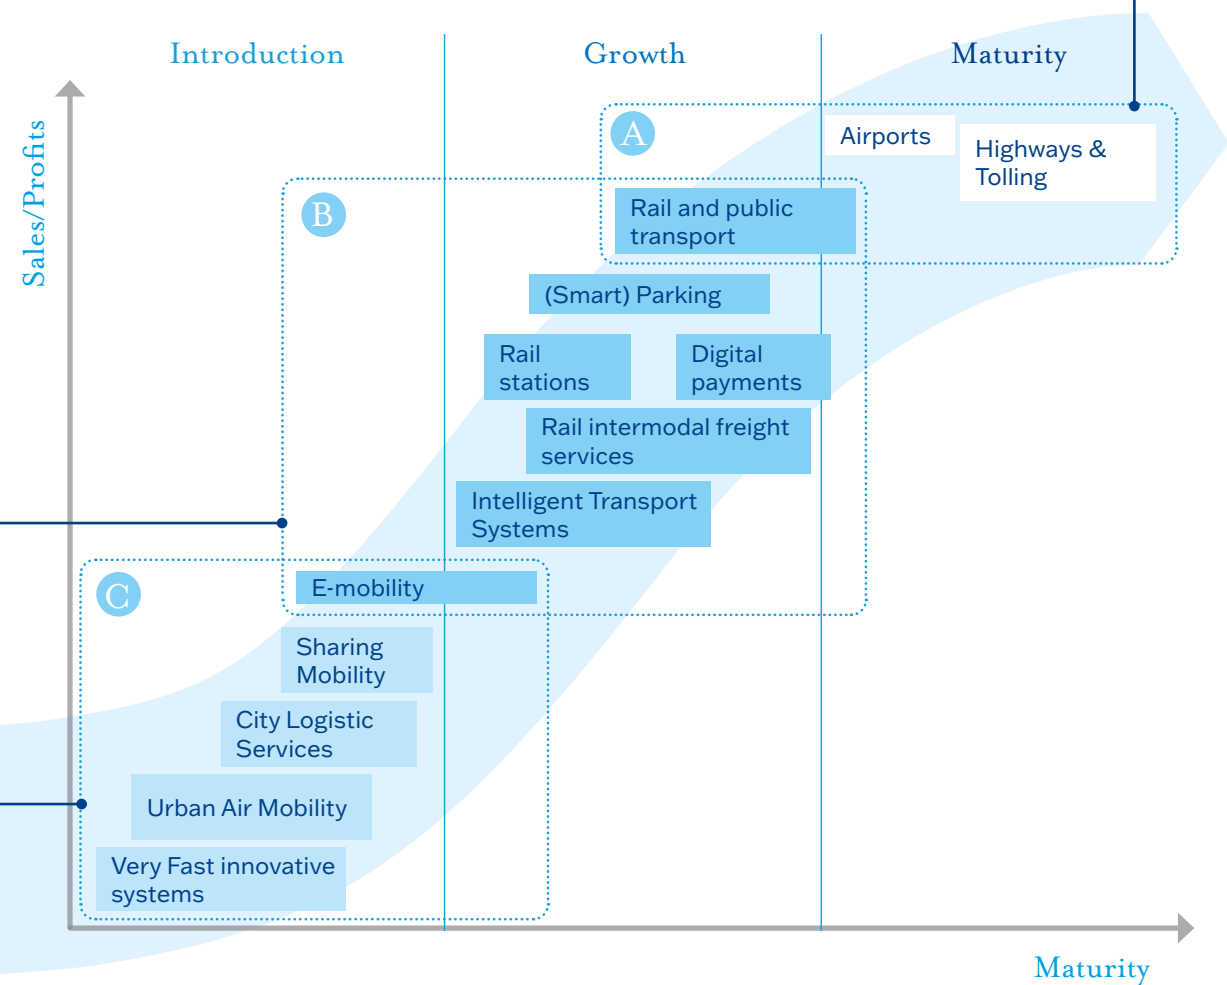 Introduction
Growth
Maturity
Sales/Profits
A
Airports
Highways &
Tolling
B
Rail and public
transport
(Smart) Parking
Rail
stations
Digital
payments
Rail intermodal freight
services
Intelligent Transport
Systems
C
E-mobility
Sharing
Mobility
City Logistic
Services
Urban Air Mobility
Very Fast innovative
systems
Maturity